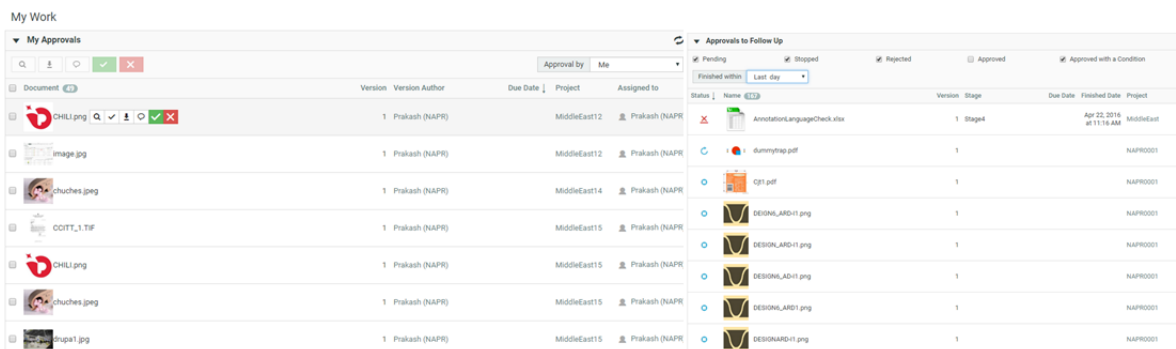 My Work
My Approvals
Approval by Me
Document 49 Version Version Author Due Date Project Assigned to
CHILI.png 1 Prakash (NAPR) MiddleEast12 Prakash (NAPR
image.jpg 1 Prakash (NAPR) MiddleEast12 Prakash (NAPR
chuches.jpeg 1 Prakash (NAPR) MiddleEast14 Prakash (NAPR
CCITT_1.TIF 1 Prakash (NAPR) MiddleEast15 Prakash (NAPR
CHILI.png 1 Prakash (NAPR) MiddleEast15 Prakash (NAPR
chuches.jpeg 1 Prakash (NAPR) MiddleEast15 Prakash (NAPR
drupa1.jpg 1 Prakash (NAPR) MiddleEast15 Prakash (NAPR
Approvals to Follow Up
Pending Stopped Rejected Approved Approved with a Condition
Finished within Last day
Status Name Version Stage Due Date Finished Date Project
AnnotationLanguageCheck.xlsx 1 Stage4 Apr 22, 2016 at 11:16 AM MiddleEast
dummytrap.pdf 1 NAPR0001
Cjt1.pdf 1 NAPR0001
DEIGN6_ARD-I1.png 1 NAPR0001
DESIGN_ARD-I1.png 1 NAPR0001
DESIGN6_AD-I1.png 1 NAPR0001
DESIGN6_ARD1.png 1 NAPR0001
DESIGNARD-I1.png 1 NAPR0001